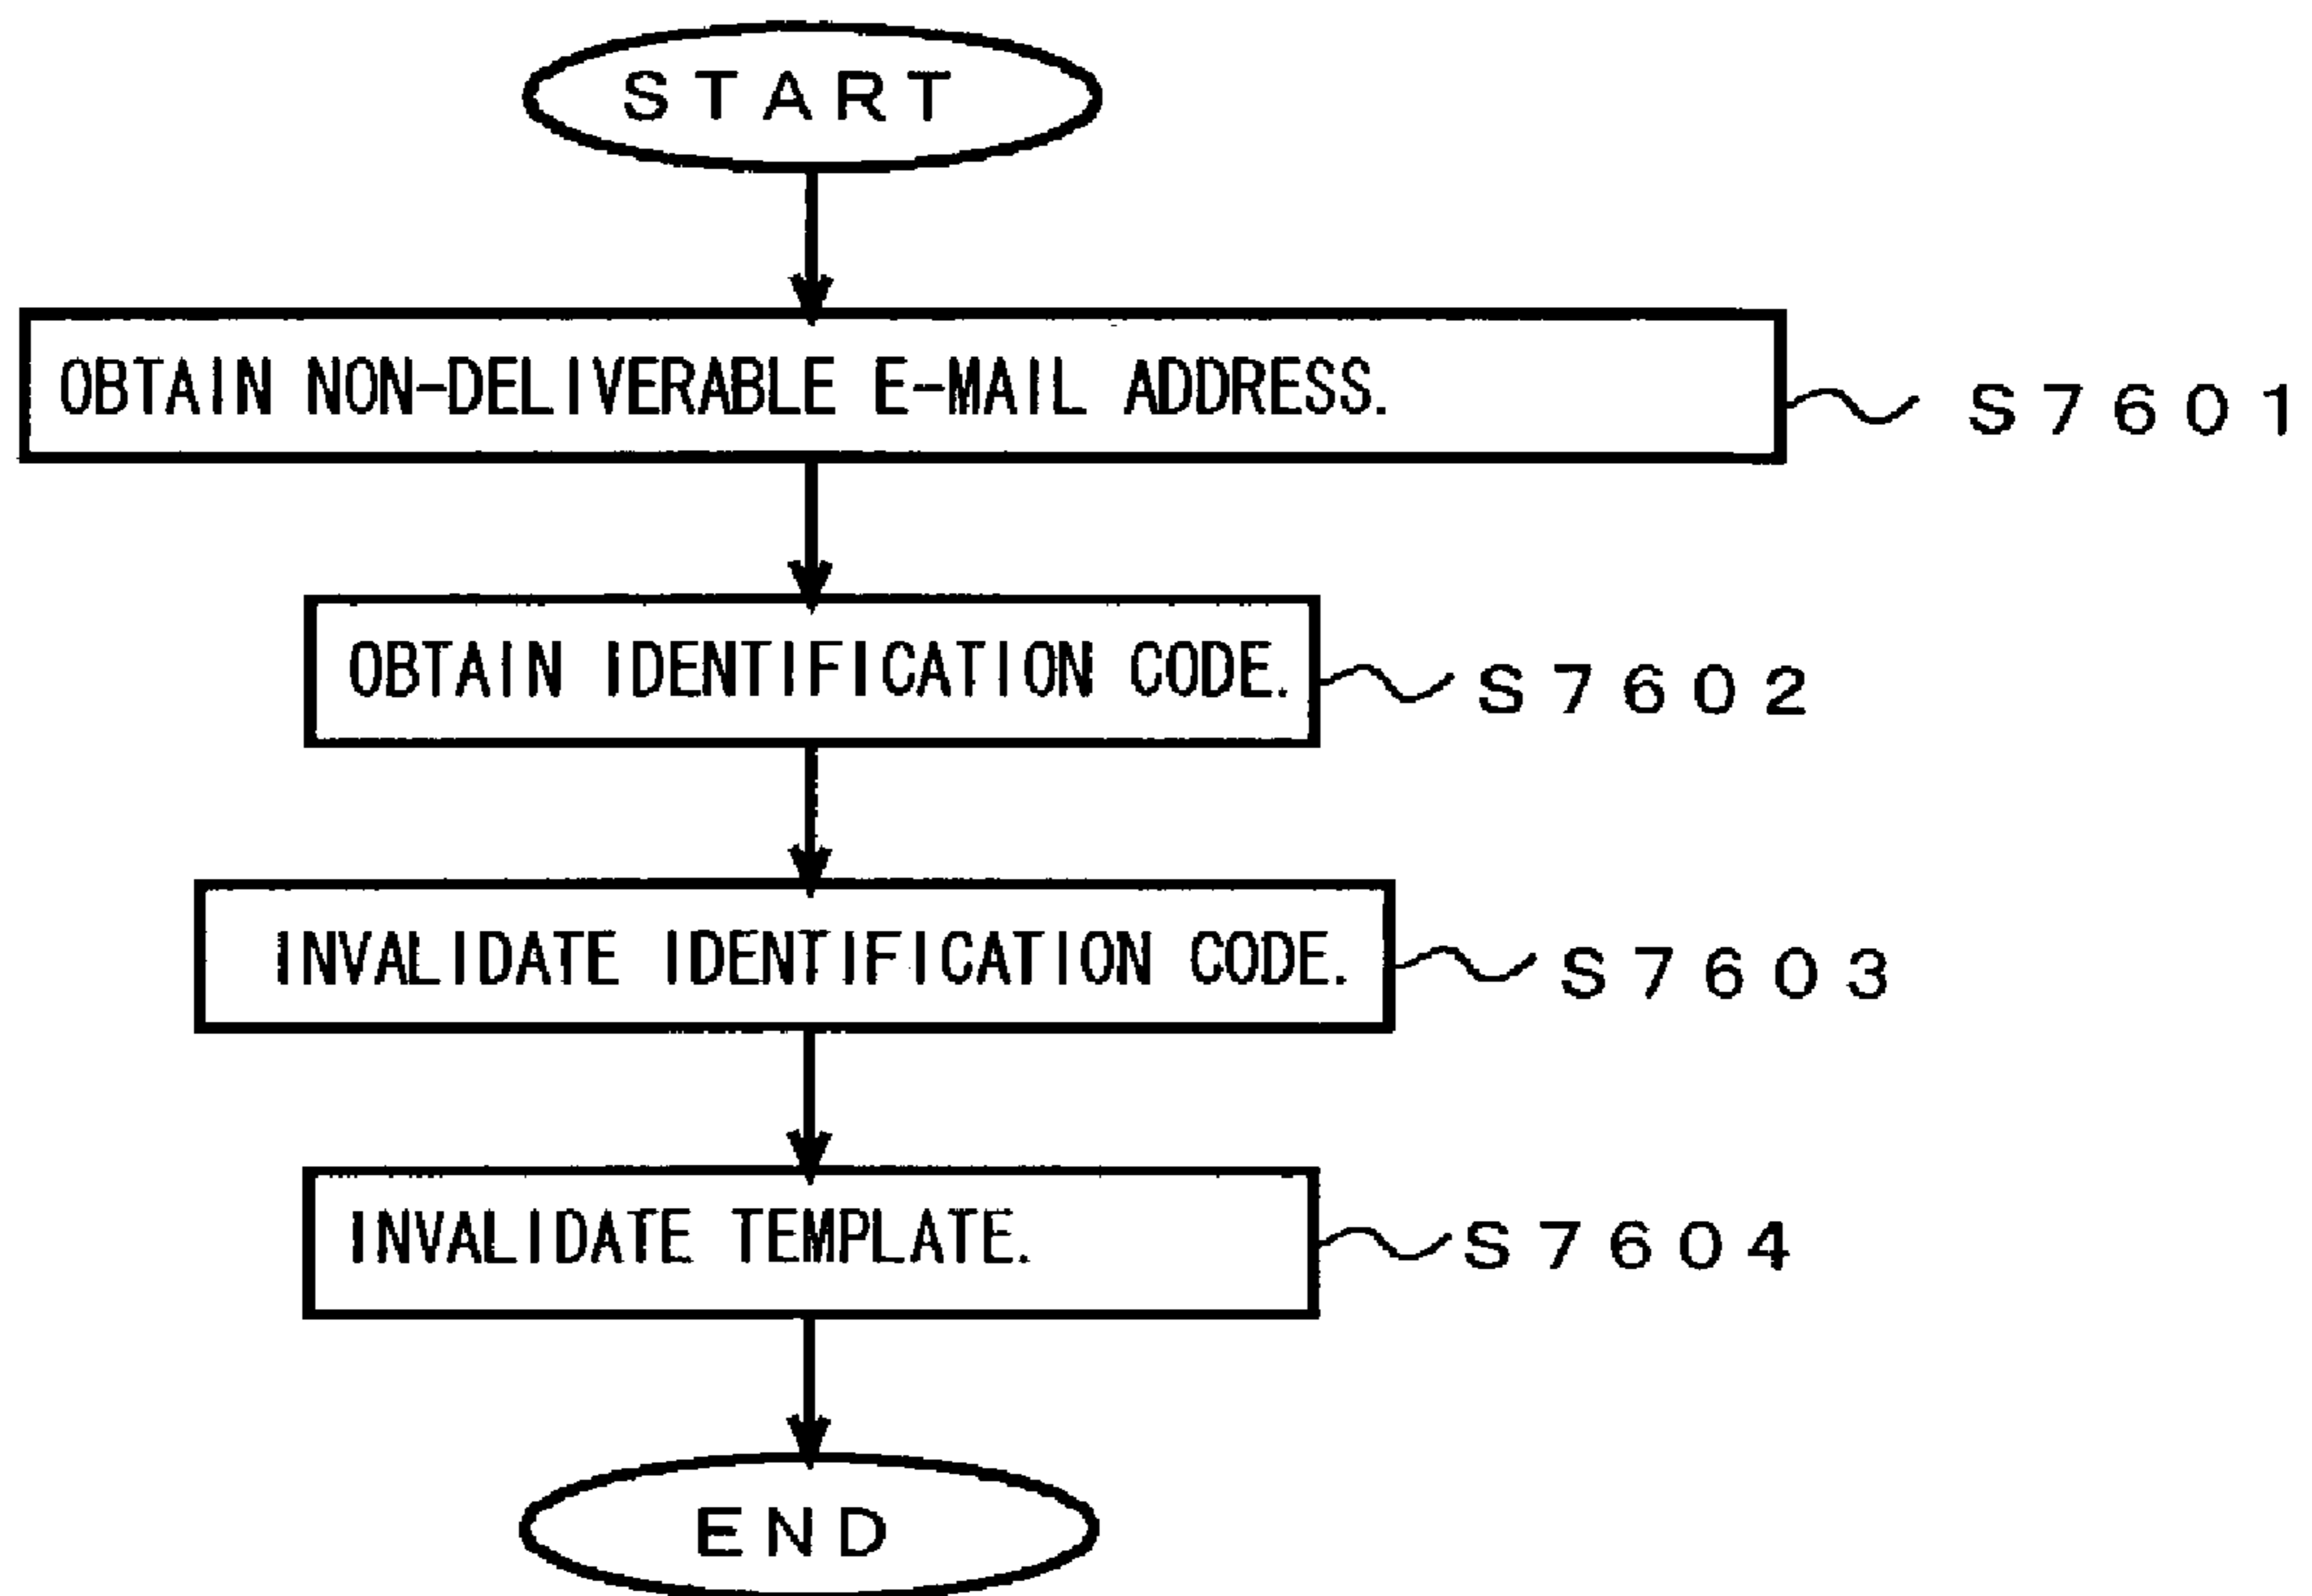 START
OBTAIN NON-DELIVERABLE E-MAIL ADDRESS.
S7601
OBTAIN IDENTIFICATION CODE.
S7602
INVALIDATE IDENTIFICATION CODE.
S7603
INVALIDATE TEMPLATE.
S7604
END